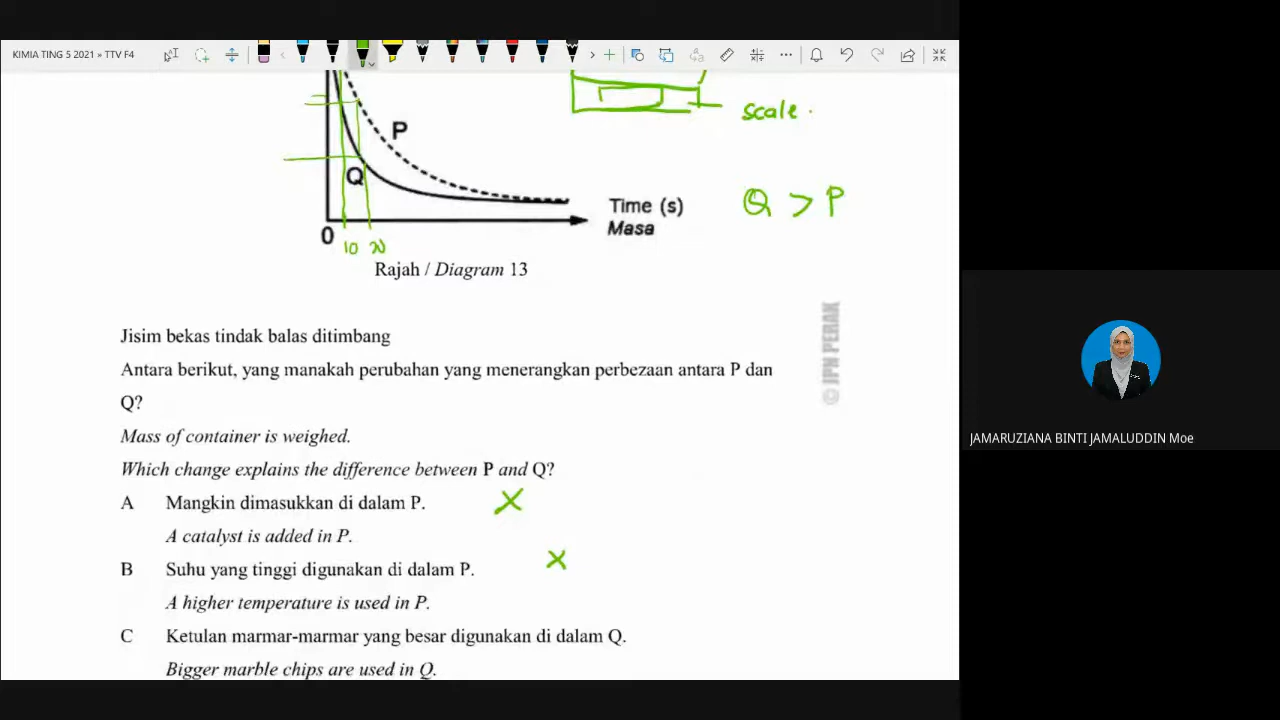 KIMIA TING 5 2021 » TTV F4
scale
P
Q
Q > P
Time (s)
Masa
0
10 20
Rajah / Diagram 13
© JPN PERAK
Jisim bekas tindak balas ditimbang
Antara berikut, yang manakah perubahan yang menerangkan perbezaan antara P dan
Q?
Mass of container is weighed.
Which change explains the difference between P and Q?
A Mangkin dimasukkan di dalam P.
A catalyst is added in P.
B Suhu yang tinggi digunakan di dalam P.
A higher temperature is used in P.
C Ketulan marmar-marmar yang besar digunakan di dalam Q.
Bigger marble chips are used in Q.
JAMARUZIANA BINTI JAMALUDDIN Moe